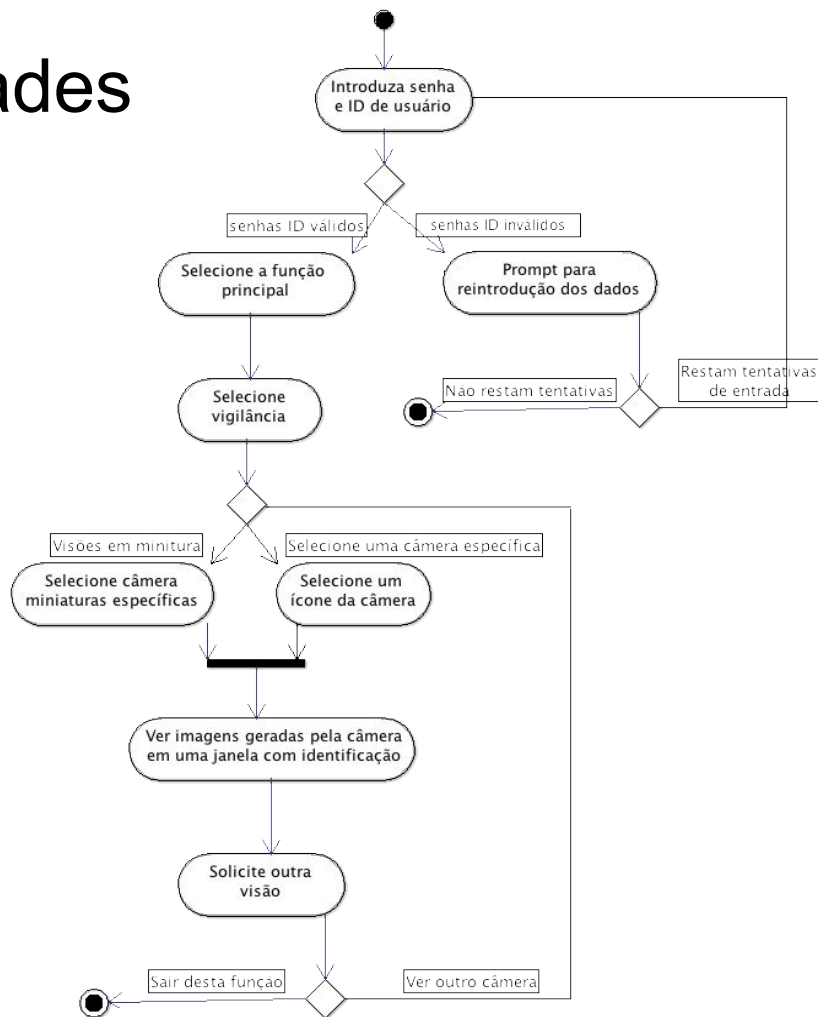 ades
Introduza senha
e ID de usuário
senhas ID válidos
senhas ID inválidos
Selecione a função
principal
Prompt para
reintrodução dos dados
Não restam tentativas
Restam tentativas
de entrada
Selecione
vigilância
Visões em minitura
Selecione uma câmera específica
Selecione câmera
miniaturas específicas
Selecione um
ícone da câmera
Ver imagens geradas pela câmera
em uma janela com identificação
Solicite outra
visão
Sair desta função
Ver outro câmera